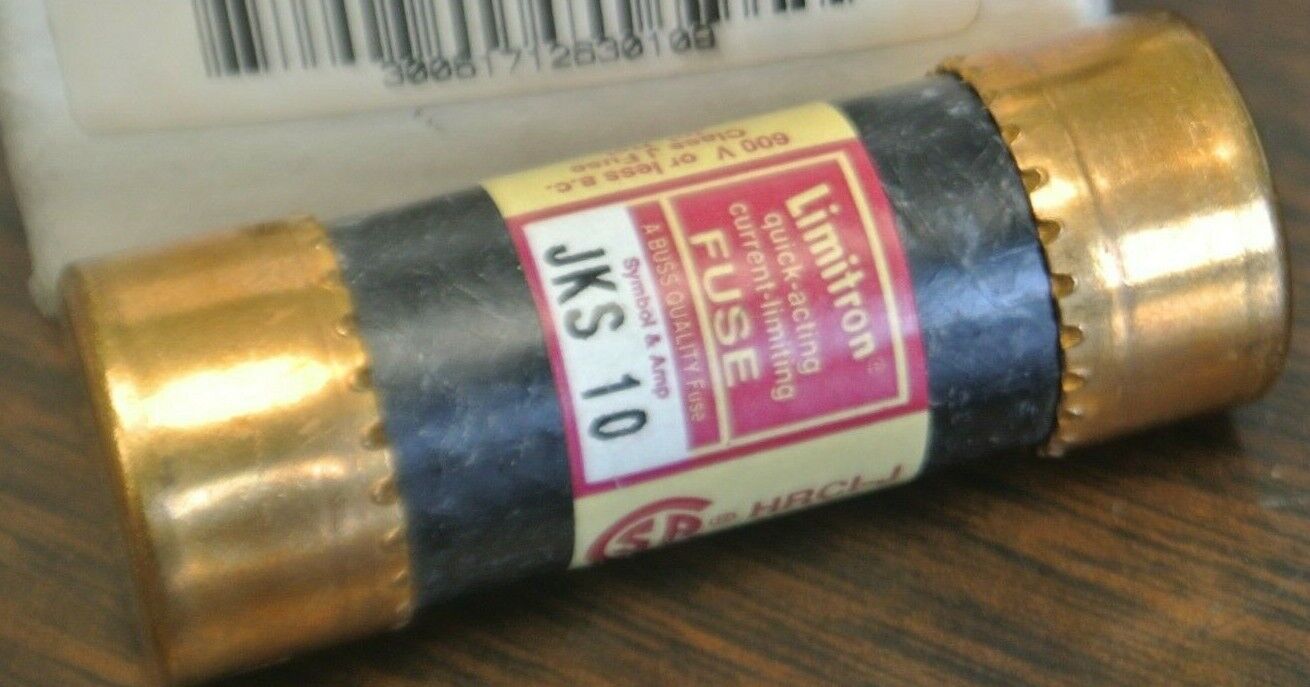 30061712830109
600 V or less a.c.
Class J Fuse
Limitron®
quick-acting
current-limiting
FUSE
A BUSS QUALITY Fuse
Symbol & Amp
JKS 10
® HRCI-J